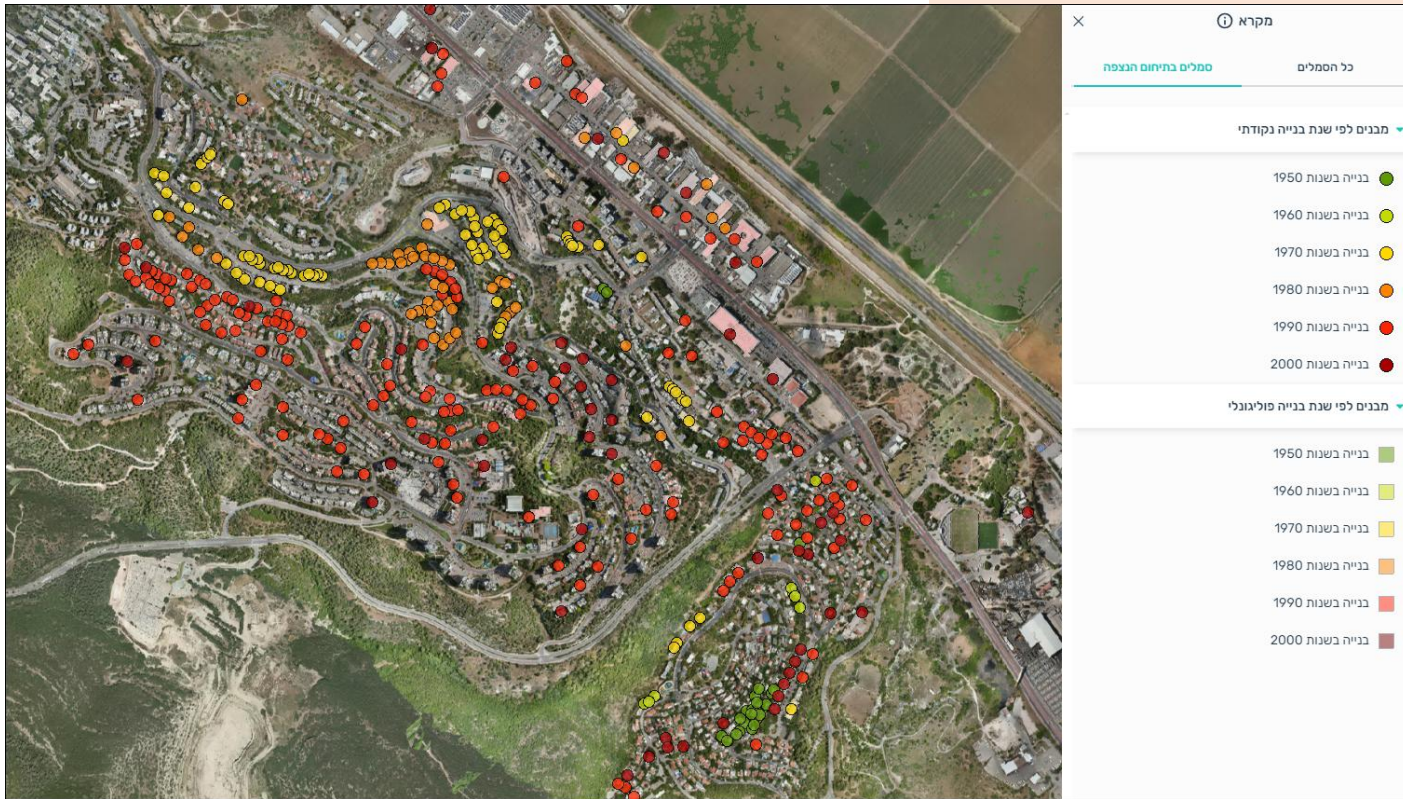 מקרא
כל הסמלים
סמלים בתיחום הנצפה
מבנים לפי שנת בנייה נקודתי
בנייה בשנות 1950
בנייה בשנות 1960
בנייה בשנות 1970
בנייה בשנות 1980
בנייה בשנות 1990
בנייה בשנות 2000
מבנים לפי שנת בנייה פוליגונלי
בנייה בשנות 1950
בנייה בשנות 1960
בנייה בשנות 1970
בנייה בשנות 1980
בנייה בשנות 1990
בנייה בשנות 2000